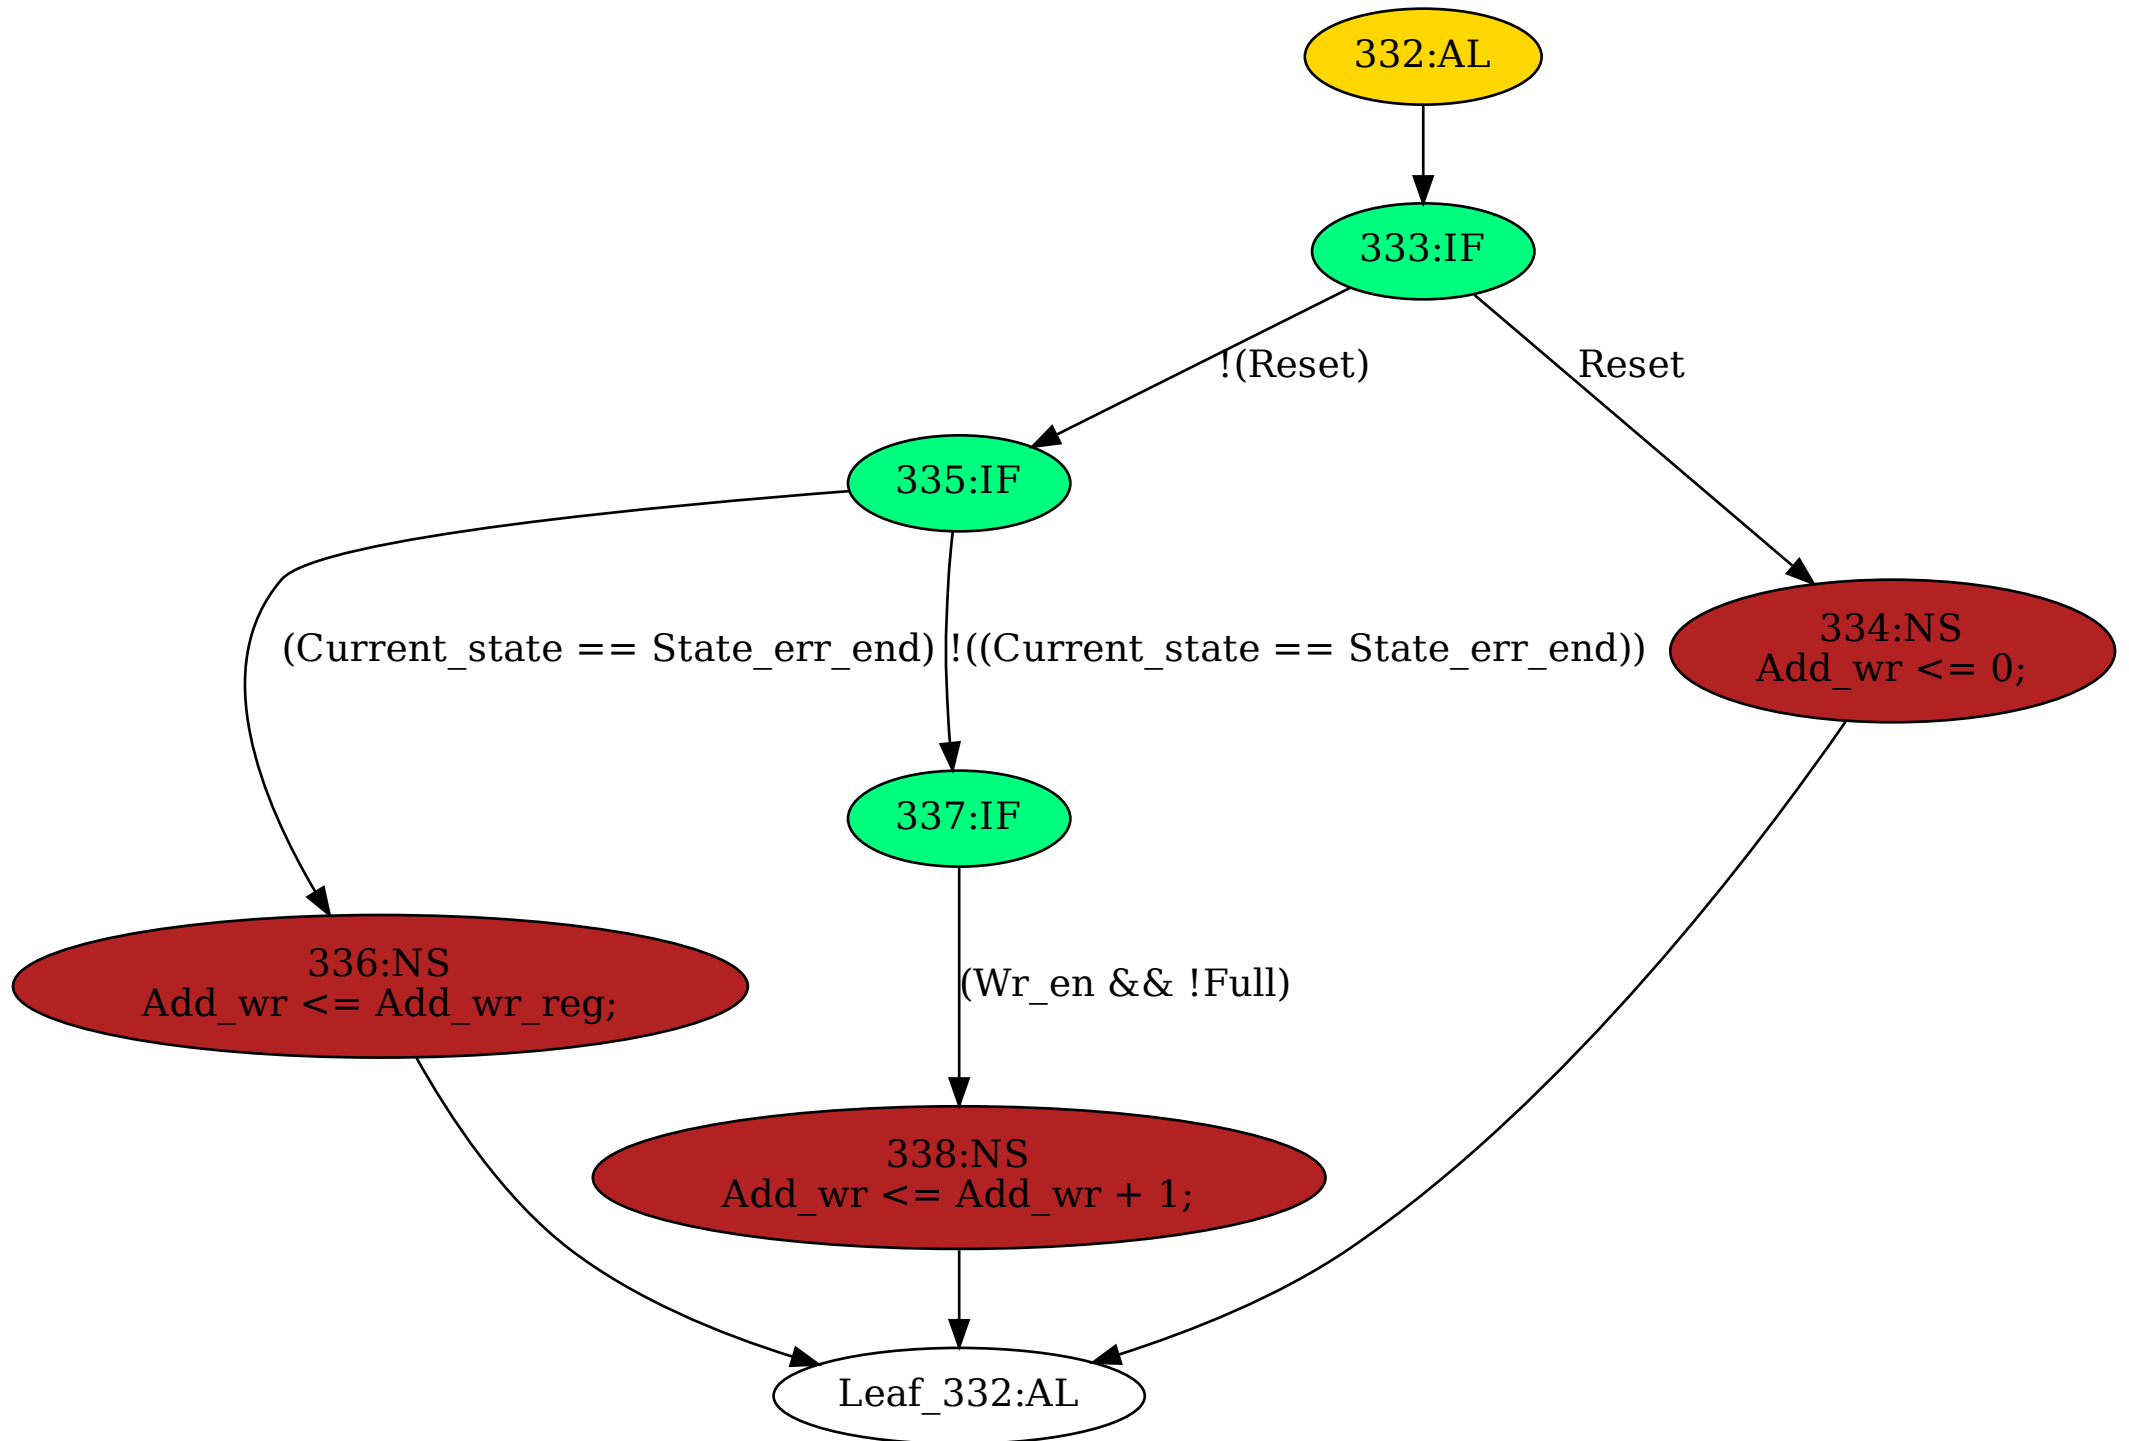 332:AL
333:IF
!(Reset)
Reset
335:IF
334:NS
Add_wr <= 0;
(Current_state == State_err_end)
!((Current_state == State_err_end))
337:IF
336:NS
Add_wr <= Add_wr_reg;
(Wr_en && !Full)
338:NS
Add_wr <= Add_wr + 1;
Leaf_332:AL